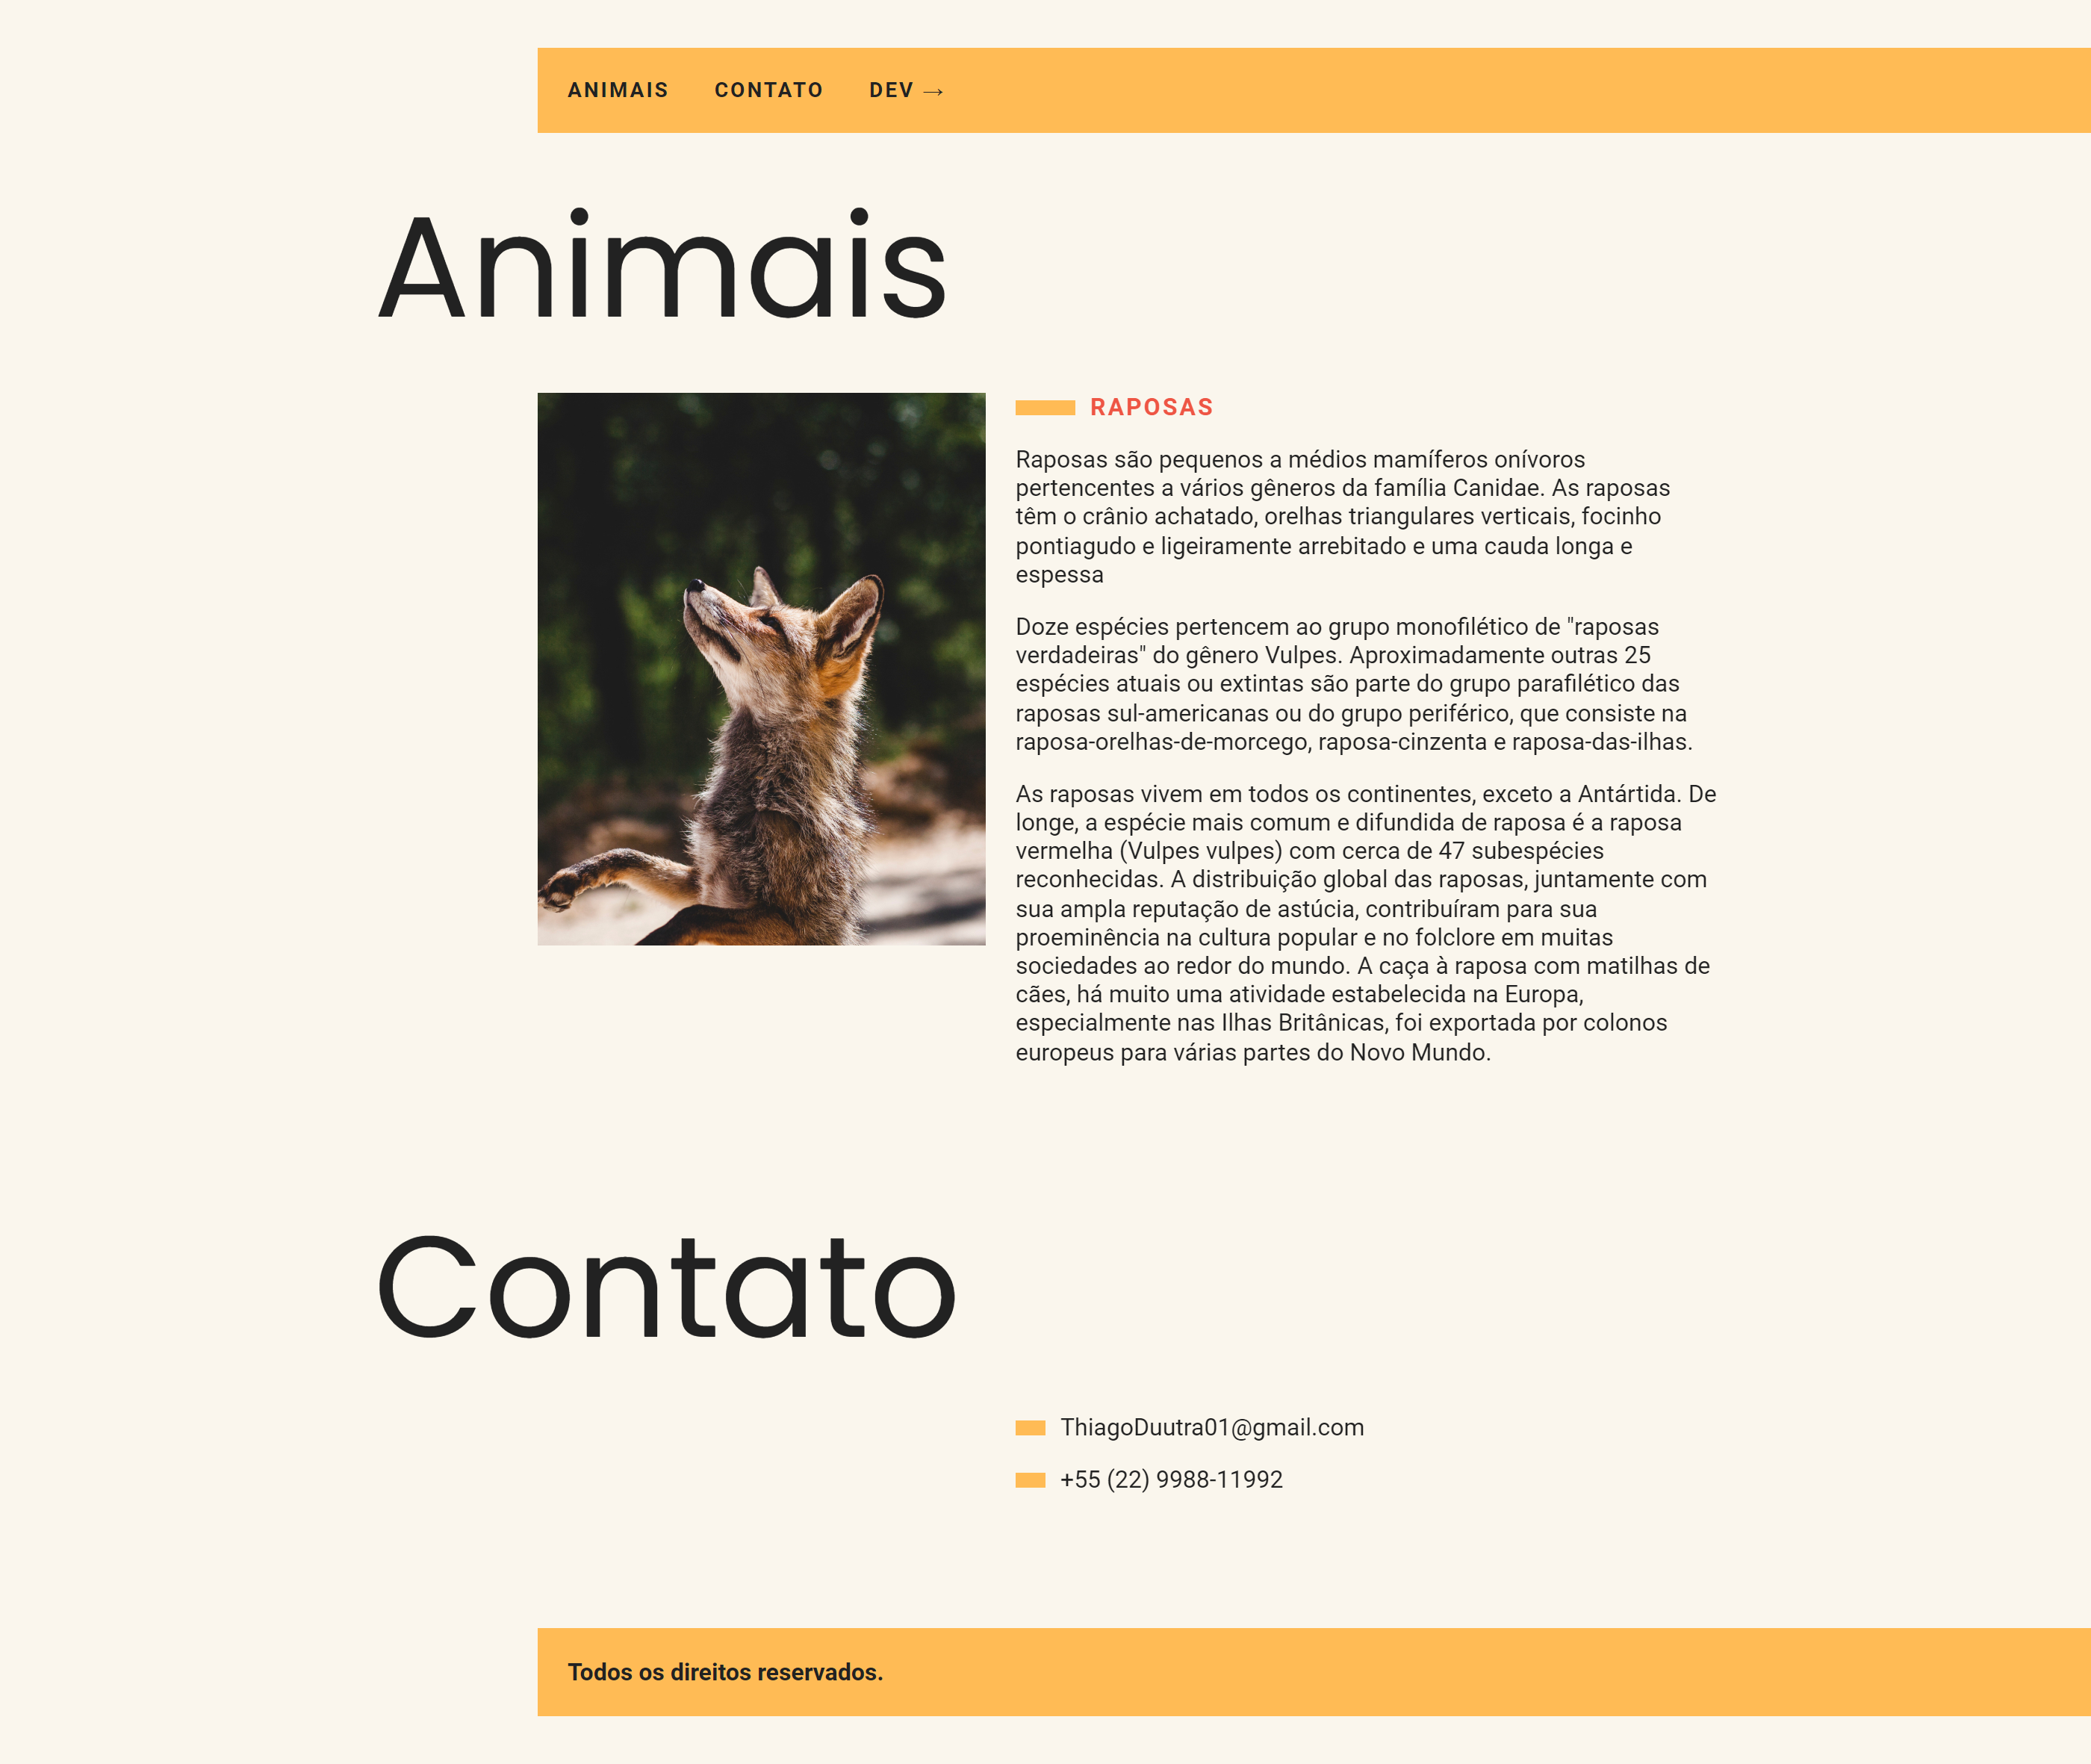 ANIMAIS CONTATO DEV →
Animais
RAPOSAS
Raposas são pequenos a médios mamíferos onívoros
pertencentes a vários gêneros da família Canidae. As raposas
têm o crânio achatado, orelhas triangulares verticais, focinho
pontiagudo e ligeiramente arrebitado e uma cauda longa e
espessa
Doze espécies pertencem ao grupo monofilético de "raposas
verdadeiras" do gênero Vulpes. Aproximadamente outras 25
espécies atuais ou extintas são parte do grupo parafilético das
raposas sul-americanas ou do grupo periférico, que consiste na
raposa-orelhas-de-morcego, raposa-cinzenta e raposa-das-ilhas.
As raposas vivem em todos os continentes, exceto a Antártida. De
longe, a espécie mais comum e difundida de raposa é a raposa
vermelha (Vulpes vulpes) com cerca de 47 subespécies
reconhecidas. A distribuição global das raposas, juntamente com
sua ampla reputação de astúcia, contribuíram para sua
proeminência na cultura popular e no folclore em muitas
sociedades ao redor do mundo. A caça à raposa com matilhas de
cães, há muito uma atividade estabelecida na Europa,
especialmente nas Ilhas Britânicas, foi exportada por colonos
europeus para várias partes do Novo Mundo.
Contato
ThiagoDuutra01@gmail.com
+55 (22) 9988-11992
Todos os direitos reservados.